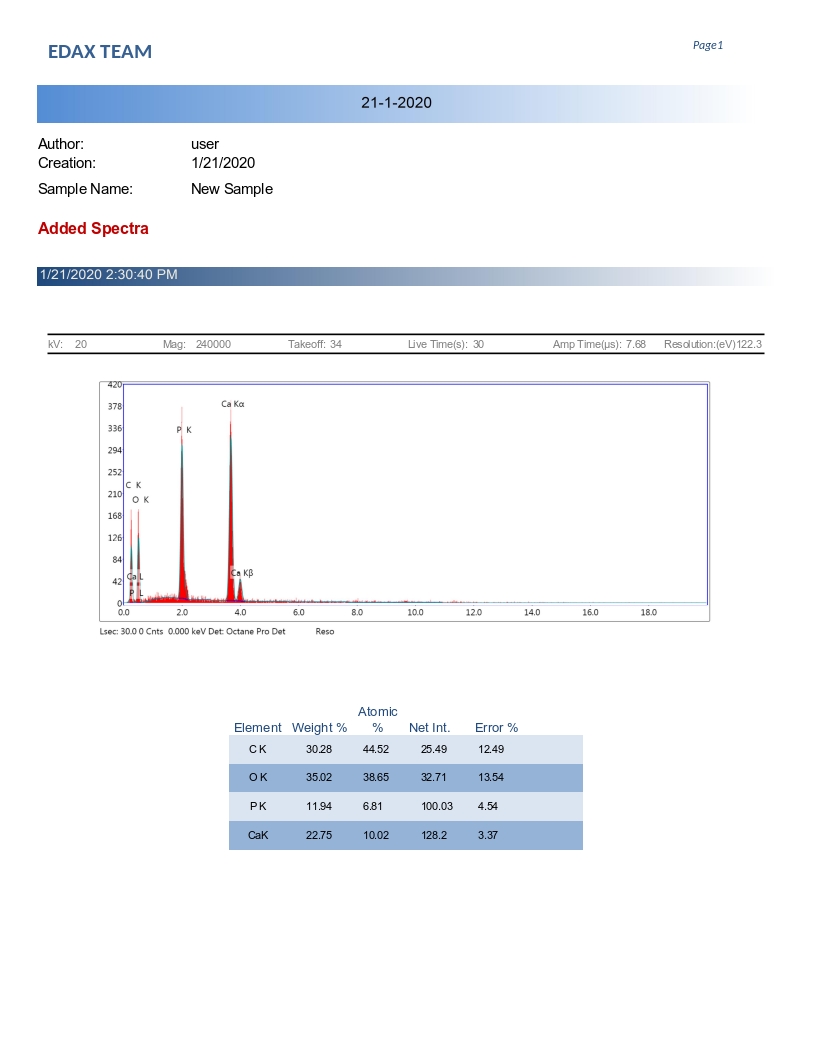 EDAX TEAM
Page1
21-1-2020
Author: user
Creation: 1/21/2020
Sample Name: New Sample
Added Spectra
1/21/2020 2:30:40 PM
kV: 20 Mag: 240000 Takeoff: 34 Live Time(s): 30 Amp Time(µs): 7.68 Resolution:(eV)122.3
420
378
336
294
252
210
168
126
84
42
0
Ca Kα
P K
C K
O K
Ca Kβ
Ca L
P L
0.0 2.0 4.0 6.0 8.0 10.0 12.0 14.0 16.0 18.0
Lsec: 30.0 0 Cnts 0.000 keV Det: Octane Pro Det Reso
Element Weight % Atomic % Net Int. Error %
C K 30.28 44.52 25.49 12.49
O K 35.02 38.65 32.71 13.54
P K 11.94 6.81 100.03 4.54
CaK 22.75 10.02 128.2 3.37